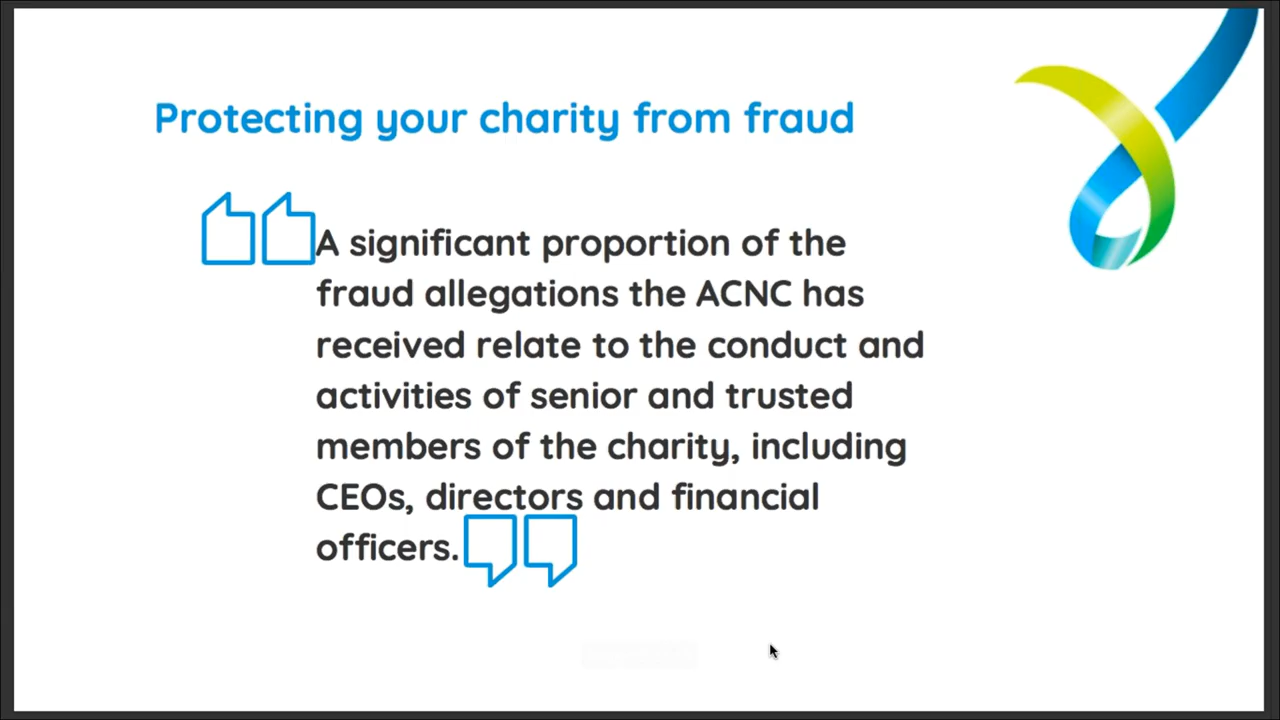 Protecting your charity from fraud
A significant proportion of the
fraud allegations the ACNC has
received relate to the conduct and
activities of senior and trusted
members of the charity, including
CEOs, directors and financial
officers.